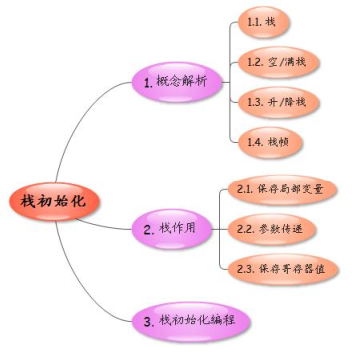 栈初始化
1. 概念解析
1.1. 栈
1.2. 空/满栈
1.3. 升/降栈
1.4. 栈帧
2. 栈作用
2.1. 保存局部变量
2.2. 参数传递
2.3. 保存寄存器值
3. 栈初始化编程